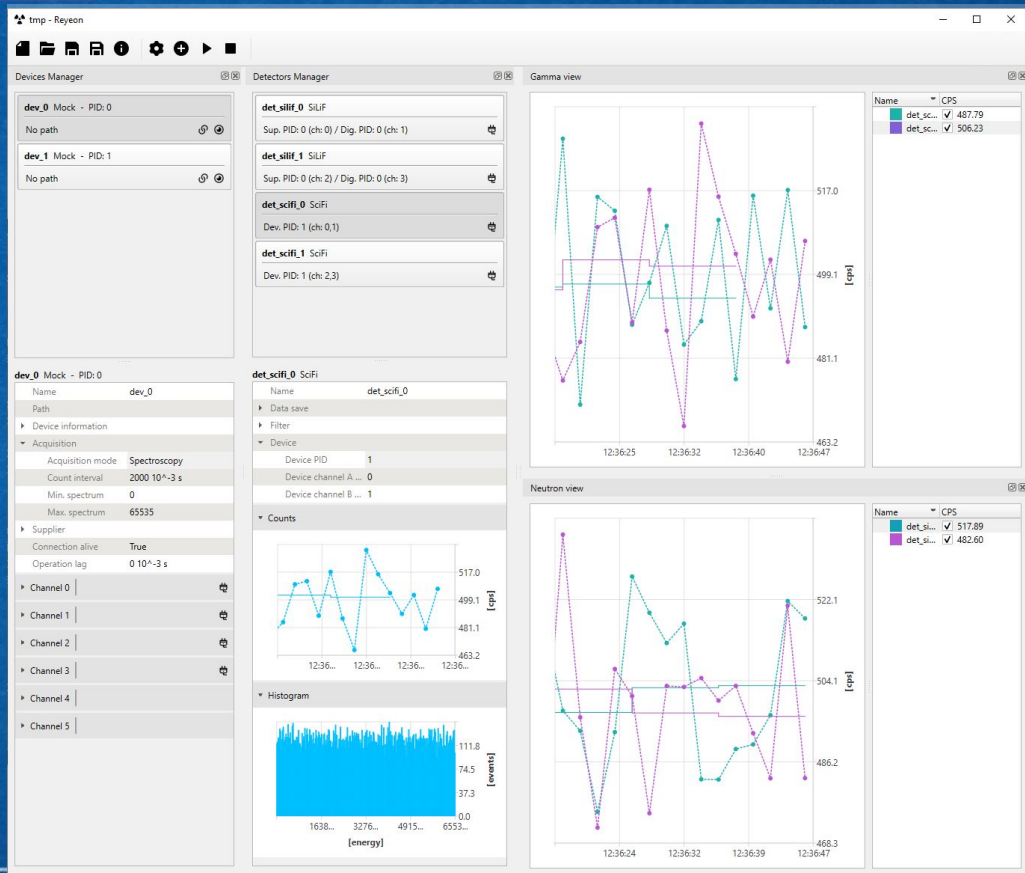 tmp - Reyeon
Devices Manager
dev_0 Mock - PID: 0
No path
dev_1 Mock - PID: 1
No path
dev_0 Mock - PID: 0
Name dev_0
Path
Device information
Acquisition
Acquisition mode Spectroscopy
Count interval 2000 10^-3 s
Min. spectrum 0
Max. spectrum 65535
Supplier
Connection alive True
Operation lag 0 10^-3 s
Channel 0
Channel 1
Channel 2
Channel 3
Channel 4
Channel 5
Detectors Manager
det_silif_0 SiLiF
Sup. PID: 0 (ch: 0) / Dig. PID: 0 (ch: 1)
det_silif_1 SiLiF
Sup. PID: 0 (ch: 2) / Dig. PID: 0 (ch: 3)
det_scifi_0 SciFi
Dev. PID: 1 (ch: 0,1)
det_scifi_1 SciFi
Dev. PID: 1 (ch: 2,3)
det_scifi_0 SciFi
Name det_scifi_0
Data save
Filter
Device
Device PID 1
Device channel A ... 0
Device channel B ... 1
Counts
517.0
499.1
481.1
463.2
[cps]
12:36... 12:36... 12:36... 12:36...
Histogram
111.8
74.5
37.3
0.0
[events]
1638... 3276... 4915... 6553...
[energy]
Gamma view
517.0
499.1
481.1
463.2
[cps]
12:36:25 12:36:32 12:36:40 12:36:47
Name CPS
det_sc... 487.79
det_sc... 506.23
Neutron view
522.1
504.1
486.2
468.3
[cps]
12:36:24 12:36:32 12:36:39 12:36:47
Name CPS
det_si... 517.89
det_si... 482.60